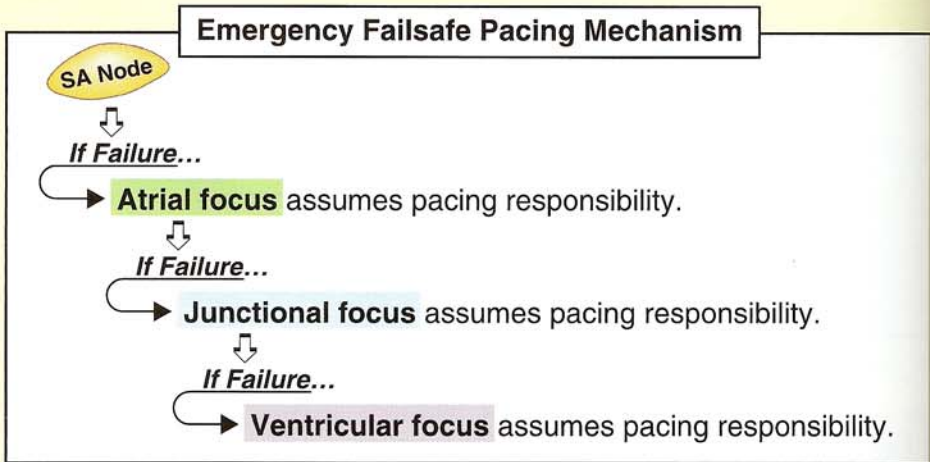 Emergency Failsafe Pacing Mechanism
SA Node
If Failure...
Atrial focus assumes pacing responsibility.
If Failure...
Junctional focus assumes pacing responsibility.
If Failure...
Ventricular focus assumes pacing responsibility.